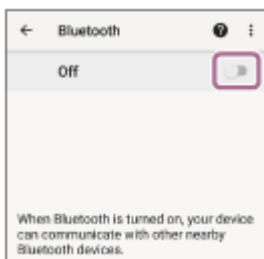 Bluetooth
Off
When Bluetooth is turned on, your device
can communicate with other nearby
Bluetooth devices.